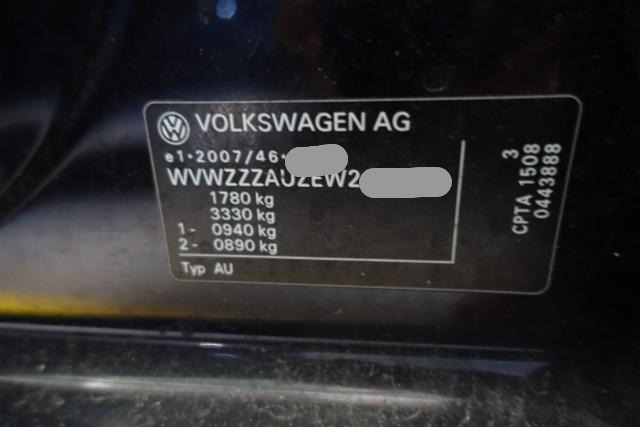 VOLKSWAGEN AG
e1*2007/46*
WVWZZZAUZEW2
1780 kg
3330 kg
1- 0940 kg
2- 0890 kg
Typ AU
3
CPTA 1508
0443888